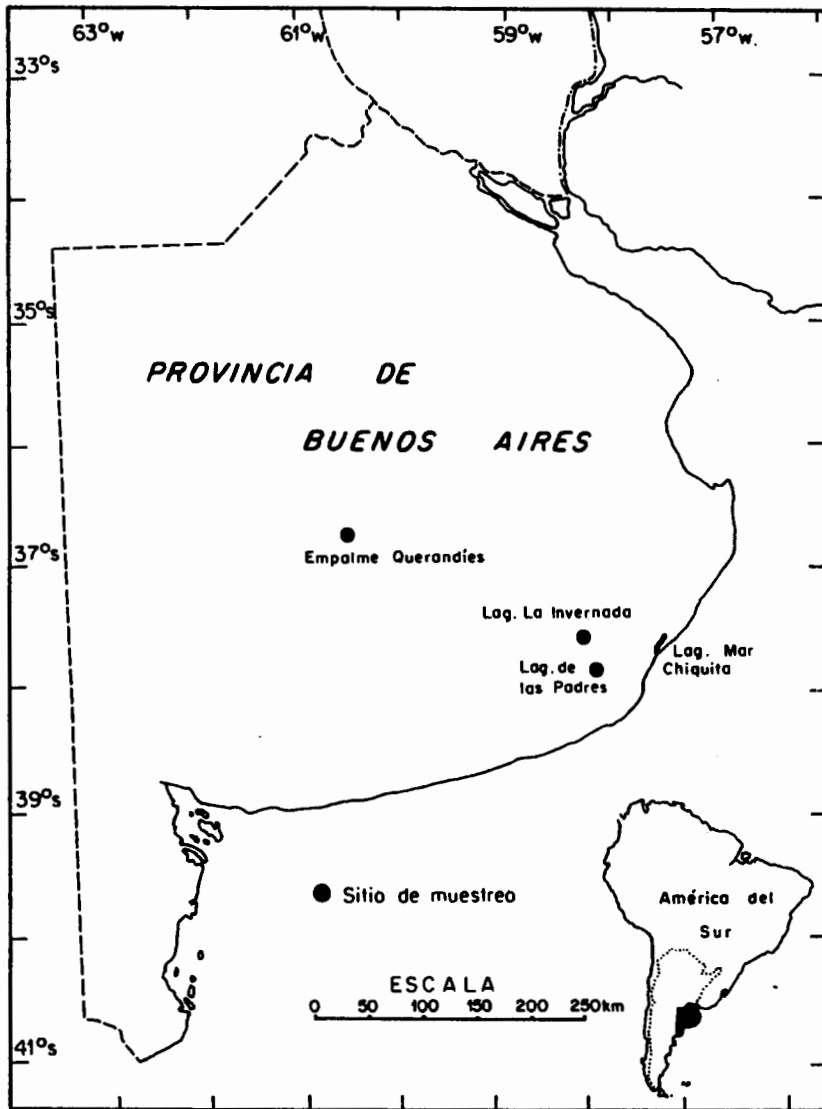 63°w 61°w 59°w 57°w
33°s
35°s
PROVINCIA DE
BUENOS AIRES
37°s
Empalme Querandíes
Lag. La Invernada
Lag. Mar
Chiquita
Lag. de
las Padres
39°s
Sitio de muestreo
América del
Sur
ESCALA
0 50 100 150 200 250km
41°s